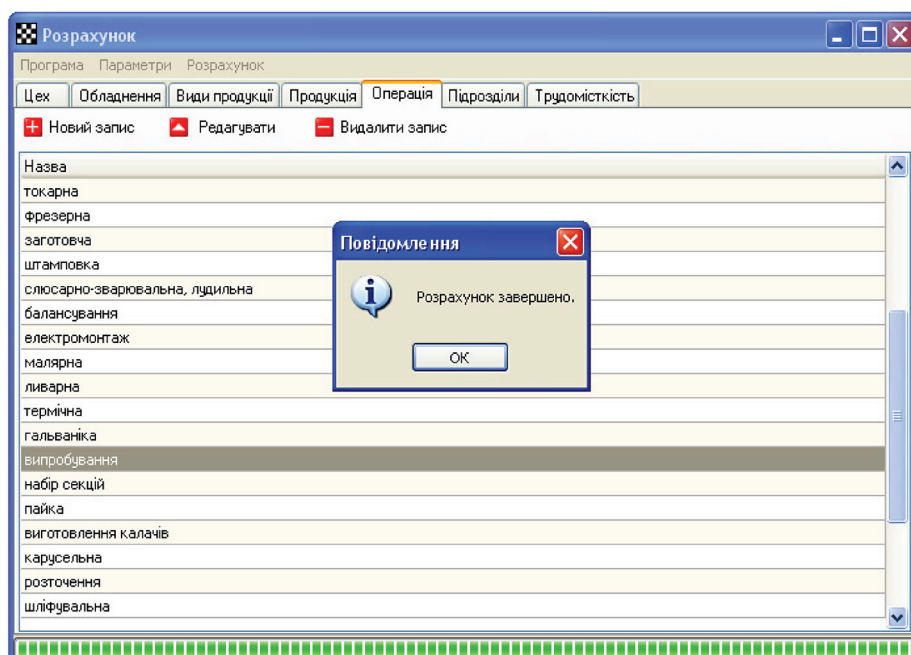 Розрахунок
Програма Параметри Розрахунок
Цех Обладнення Види продукції Продукція Операція Підрозділи Трудомісткість
Новий запис Редагувати Видалити запис
Назва
токарна
фрезерна
заготовча
штамповка
слюсарно-зварювальна, лудильна
балансування
електромонтаж
малярна
ливарна
термічна
гальваніка
випробування
набір секцій
пайка
виготовлення калачів
карусельна
розточення
шліфувальна
Повідомлення
Розрахунок завершено.
OK